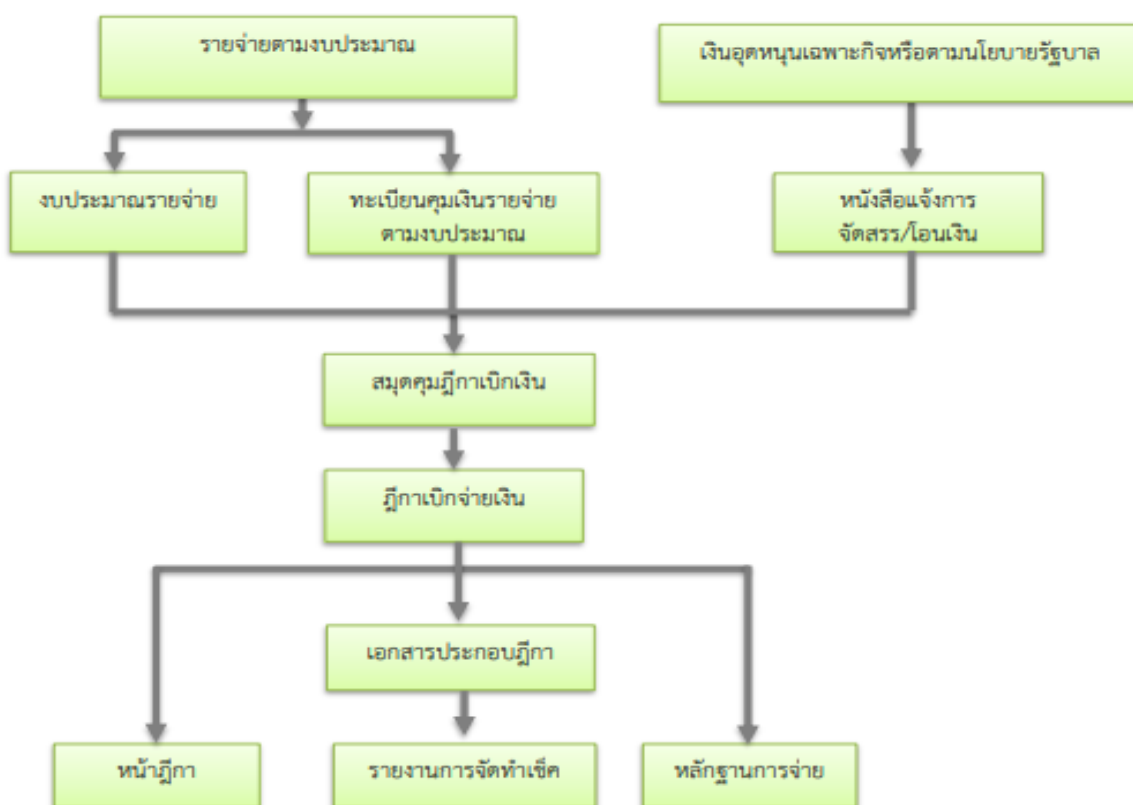 รายจ่ายตามงบประมาณ
เงินอุดหนุนเฉพาะกิจหรือตามนโยบายรัฐบาล
งบประมาณรายจ่าย
ทะเบียนคุมเงินรายจ่าย
ตามงบประมาณ
หนังสือแจ้งการ
จัดสรร/โอนเงิน
สมุดคุมฎีกาเบิกเงิน
ฎีกาเบิกจ่ายเงิน
เอกสารประกอบฎีกา
หน้าฎีกา
รายงานการจัดทำเช็ค
หลักฐานการจ่าย